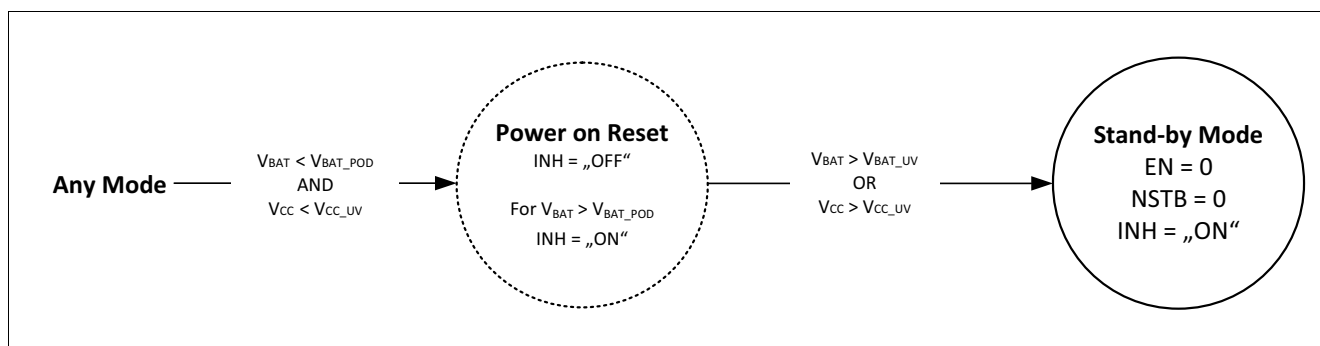 Any Mode
VBAT < VBAT_POD
AND
VCC < VCC_UV
Power on Reset
INH = „OFF“
For VBAT > VBAT_POD
INH = „ON“
VBAT > VBAT_UV
OR
VCC > VCC_UV
Stand-by Mode
EN = 0
NSTB = 0
INH = „ON“